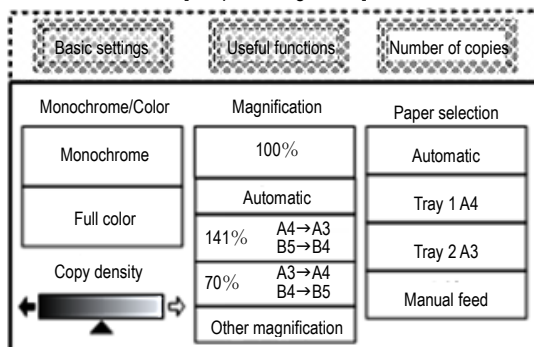 Basic settings
Useful functions
Number of copies
Monochrome/Color
Monochrome
Full color
Copy density
Magnification
100%
Automatic
141% A4→A3
B5→B4
70% A3→A4
B4→B5
Other magnification
Paper selection
Automatic
Tray 1 A4
Tray 2 A3
Manual feed